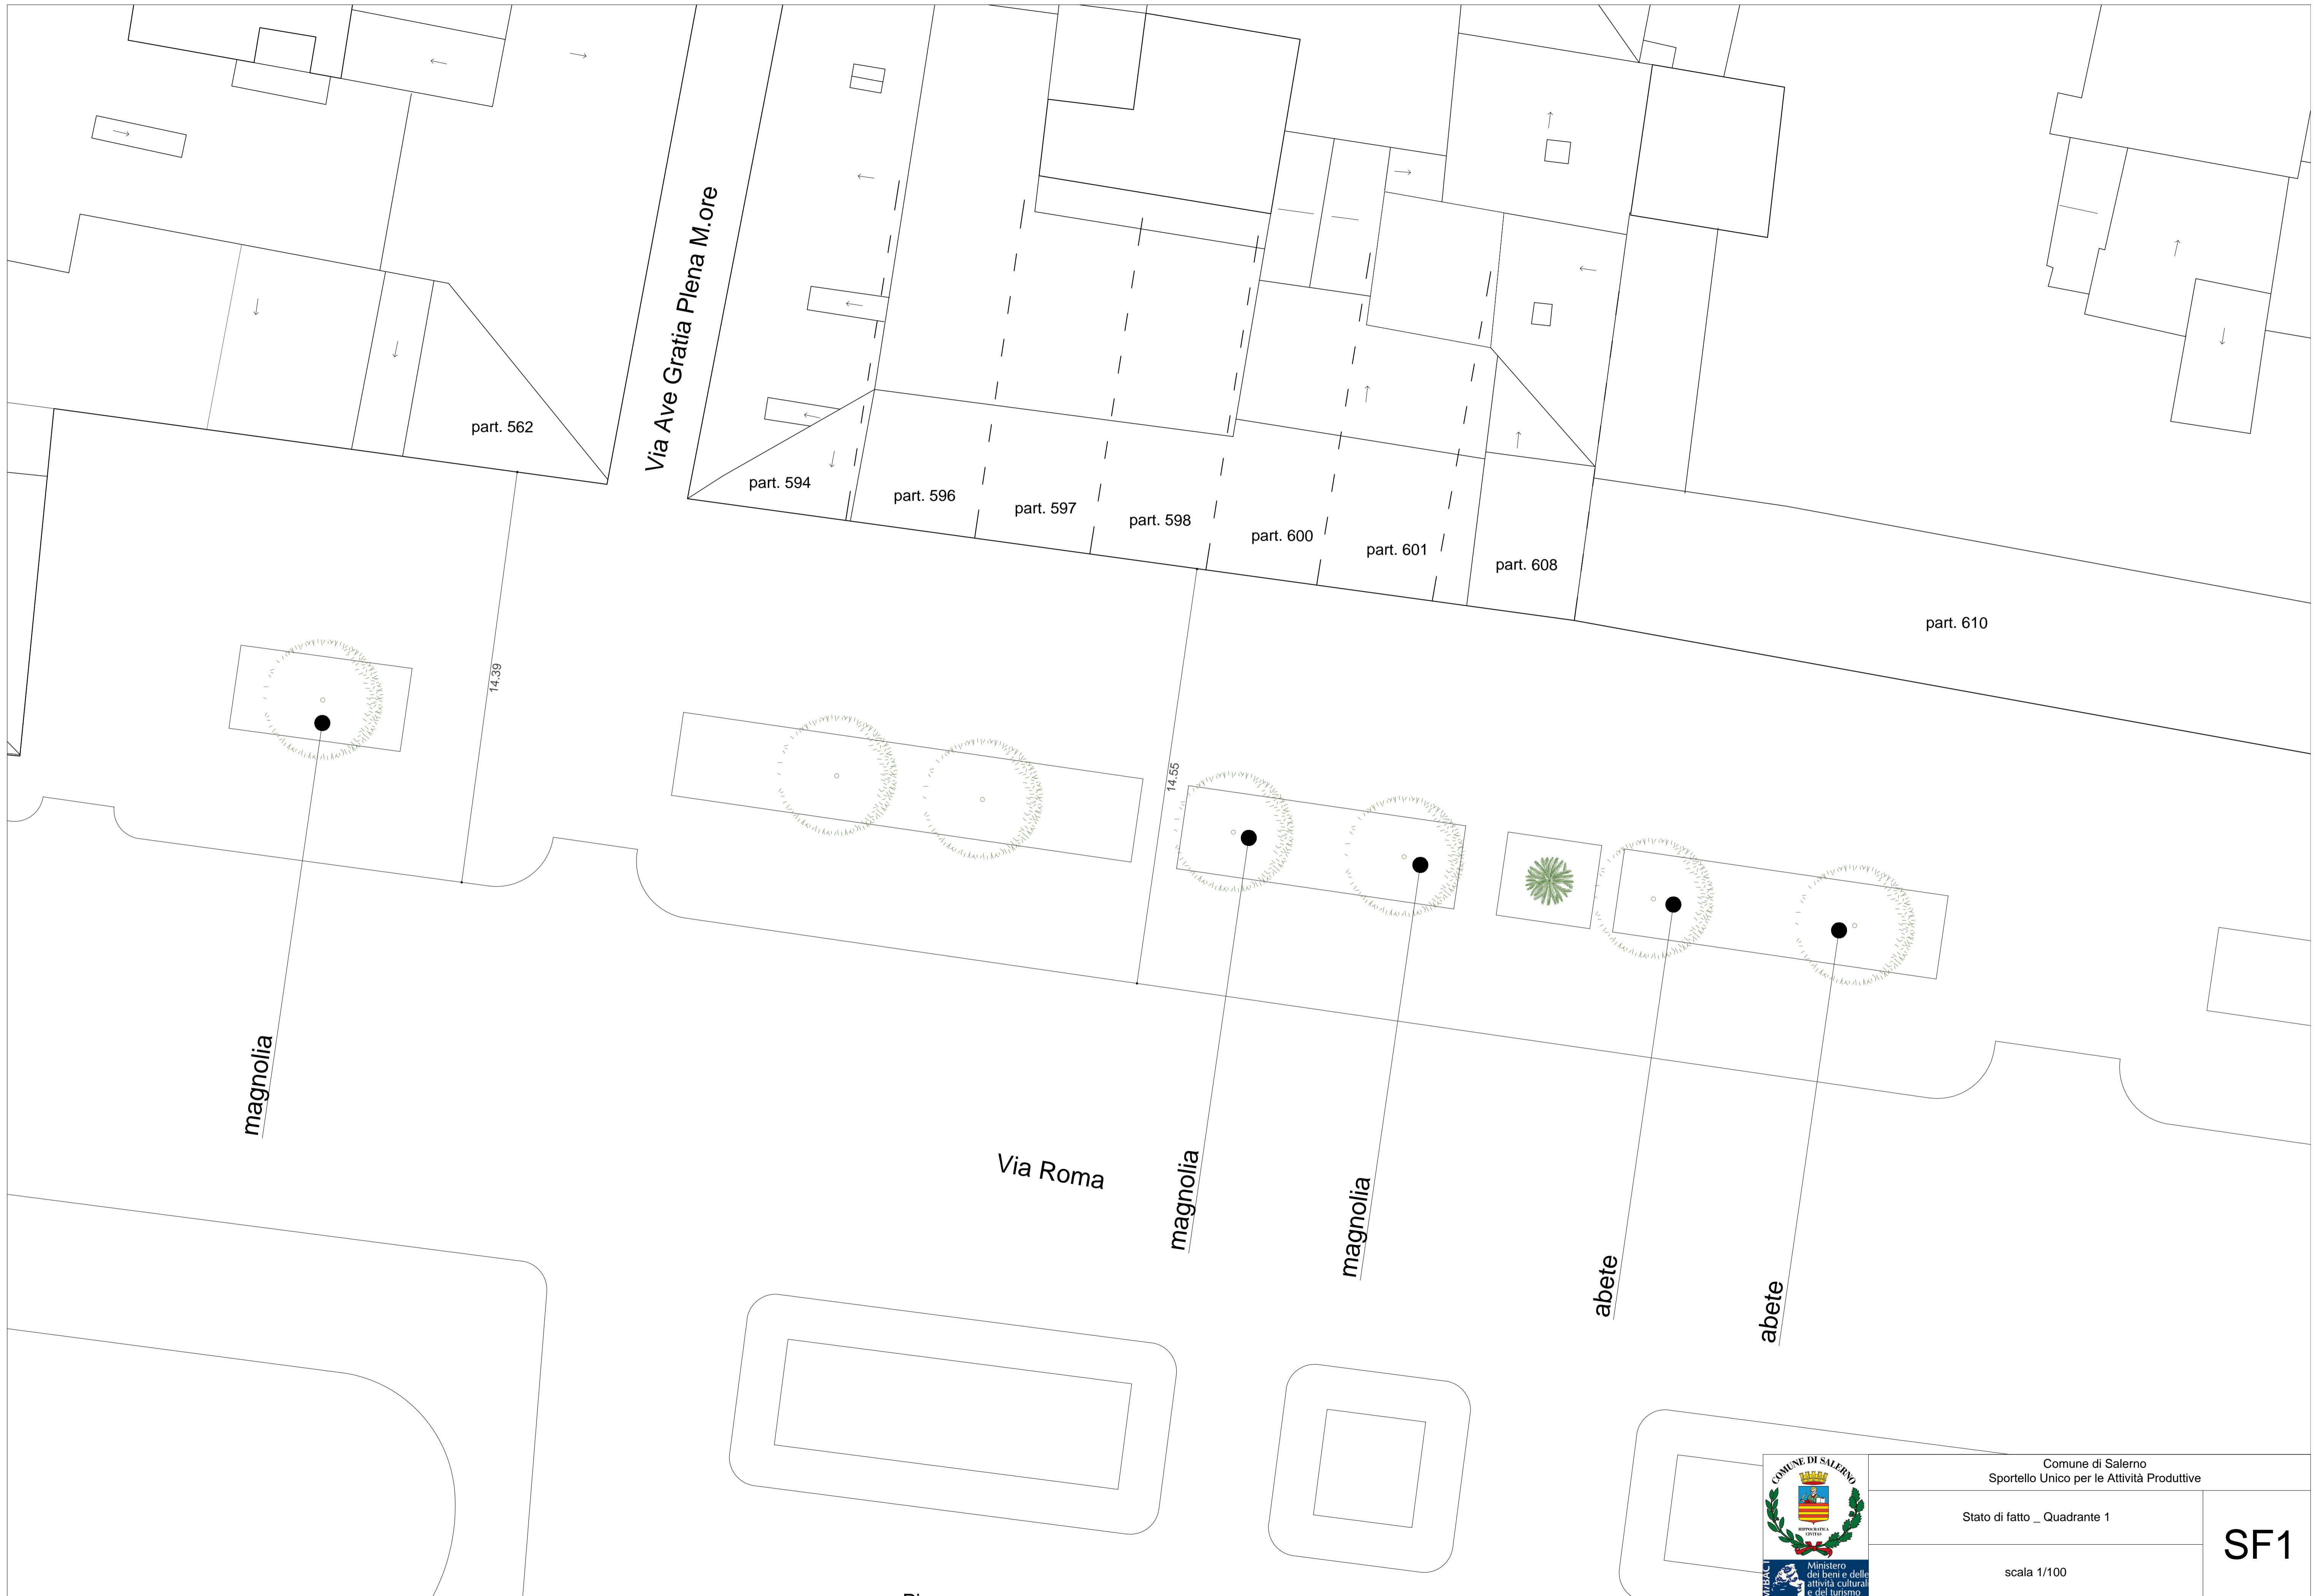 Via Ave Gratia Plena M.ore
part. 562
part. 594
part. 596
part. 597
part. 598
part. 600
part. 601
part. 608
part. 610
14.39
14.55
magnolia
magnolia
magnolia
abete
abete
Via Roma
COMUNE DI SALERNO
HIPPOCRATICA
CIVITAS
MiBACT
Ministero
dei beni e delle
attività culturali
e del turismo
Comune di Salerno
Sportello Unico per le Attività Produttive
Stato di fatto _ Quadrante 1
scala 1/100
SF1